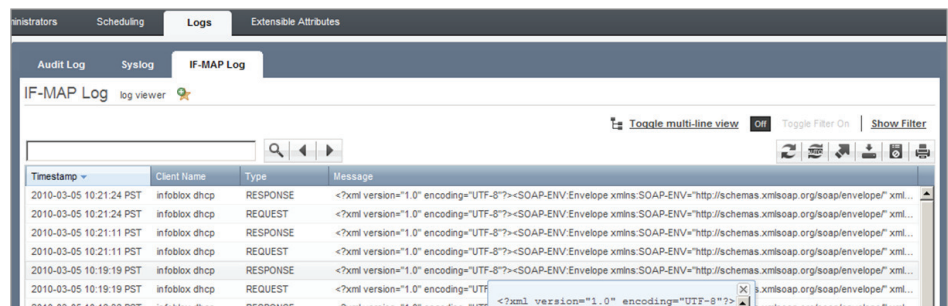 ministrators Scheduling Logs Extensible Attributes
Audit Log Syslog IF-MAP Log
IF-MAP Log log viewer
Toggle multi-line view Off Toggle Filter On Show Filter
Timestamp Client Name Type Message
2010-03-05 10:21:24 PST infoblox dhcp RESPONSE <?xml version="1.0" encoding="UTF-8"?><SOAP-ENV:Envelope xmlns:SOAP-ENV="http://schemas.xmlsoap.org/soap/envelope/" xml...
2010-03-05 10:21:24 PST infoblox dhcp REQUEST <?xml version="1.0" encoding="UTF-8"?><SOAP-ENV:Envelope xmlns:SOAP-ENV="http://schemas.xmlsoap.org/soap/envelope/" xml...
2010-03-05 10:21:11 PST infoblox dhcp RESPONSE <?xml version="1.0" encoding="UTF-8"?><SOAP-ENV:Envelope xmlns:SOAP-ENV="http://schemas.xmlsoap.org/soap/envelope/" xml...
2010-03-05 10:21:11 PST infoblox dhcp REQUEST <?xml version="1.0" encoding="UTF-8"?><SOAP-ENV:Envelope xmlns:SOAP-ENV="http://schemas.xmlsoap.org/soap/envelope/" xml...
2010-03-05 10:19:19 PST infoblox dhcp RESPONSE <?xml version="1.0" encoding="UTF-8"?><SOAP-ENV:Envelope xmlns:SOAP-ENV="http://schemas.xmlsoap.org/soap/envelope/" xml...
2010-03-05 10:19:19 PST infoblox dhcp REQUEST <?xml version="1.0" encoding="UTF s.xmlsoap.org/soap/envelope/" xml...
<?xml version="1.0" encoding="UTF-8"?>